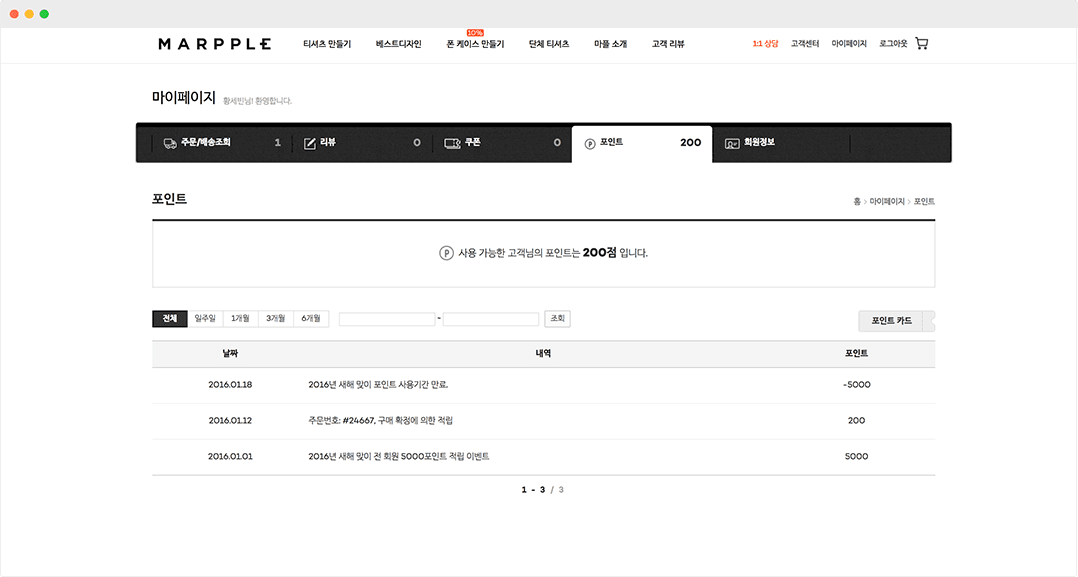 MARPPLE 티셔츠 만들기 베스트디자인 폰 케이스 만들기 10% 단체 티셔츠 마플 소개 고객 리뷰 1:1 상담 고객센터 마이페이지 로그아웃
마이페이지 황세빈님! 환영합니다.
주문/배송조회 1 리뷰 0 쿠폰 0 포인트 200 회원정보
포인트 홈 > 마이페이지 > 포인트
P 사용 가능한 고객님의 포인트는 200점 입니다.
전체 일주일 1개월 3개월 6개월 - 조회 포인트 카드
날짜 내역 포인트
2016.01.18 2016년 새해 맞이 포인트 사용기간 만료. -5000
2016.01.12 주문번호: #24667, 구매 확정에 의한 적립 200
2016.01.01 2016년 새해 맞이 전 회원 5000포인트 적립 이벤트 5000
1 - 3 / 3